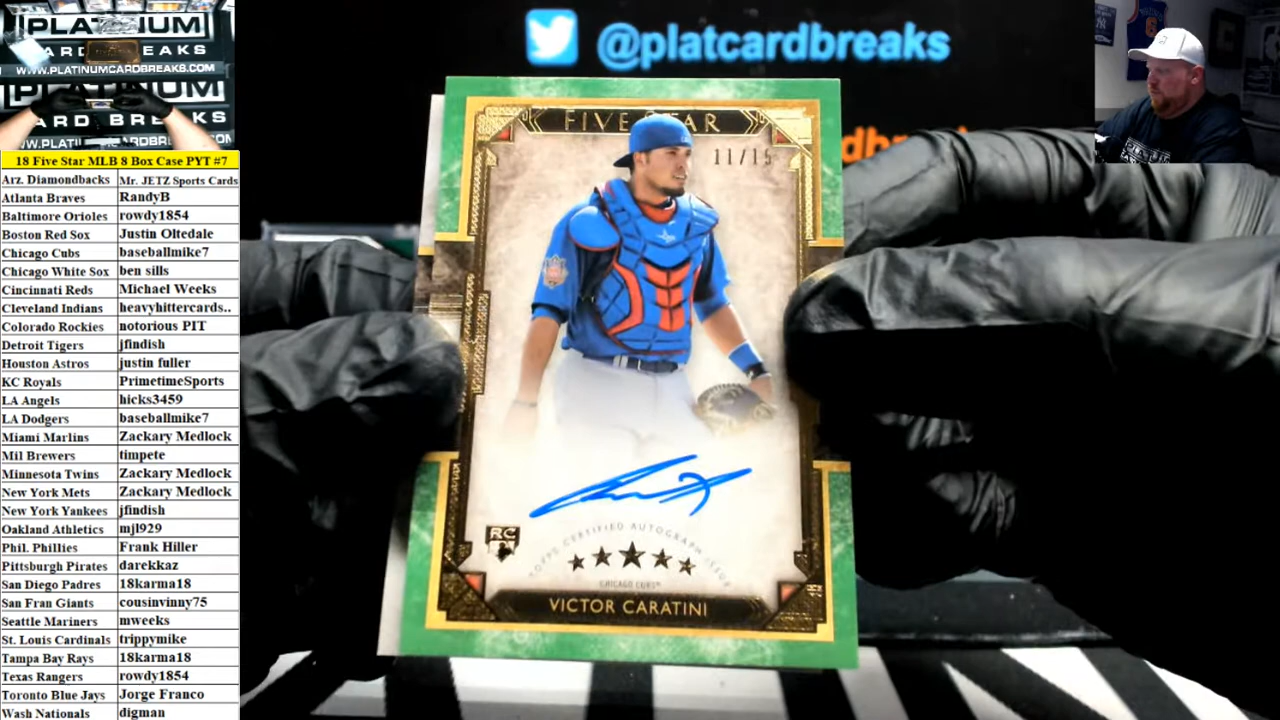 PLATINUM
CARD BREAKS
WWW.PLATINUMCARDBREAKS.COM
PLATINUM
CARD BREAKS
18 Five Star MLB 8 Box Case PYT #7
Arz. Diamondbacks Mr. JETZ Sports Cards
Atlanta Braves RandyB
Baltimore Orioles rowdy1854
Boston Red Sox Justin Oltedale
Chicago Cubs baseballmike7
Chicago White Sox ben sills
Cincinnati Reds Michael Weeks
Cleveland Indians heavyhittercards..
Colorado Rockies notorious PIT
Detroit Tigers jfindish
Houston Astros justin fuller
KC Royals PrimetimeSports
LA Angels hicks3459
LA Dodgers baseballmike7
Miami Marlins Zackary Medlock
Mil Brewers timpete
Minnesota Twins Zackary Medlock
New York Mets Zackary Medlock
New York Yankees jfindish
Oakland Athletics mjl929
Phil. Phillies Frank Hiller
Pittsburgh Pirates darekkaz
San Diego Padres 18karma18
San Fran Giants cousinvinny75
Seattle Mariners mweeks
St. Louis Cardinals trippymike
Tampa Bay Rays 18karma18
Texas Rangers rowdy1854
Toronto Blue Jays Jorge Franco
Wash Nationals digman
@platcardbreaks
FIVE STAR
11/15
RC
TOPPS CERTIFIED AUTOGRAPH ISSUE
CHICAGO CUBS
VICTOR CARATINI
PLATINUM